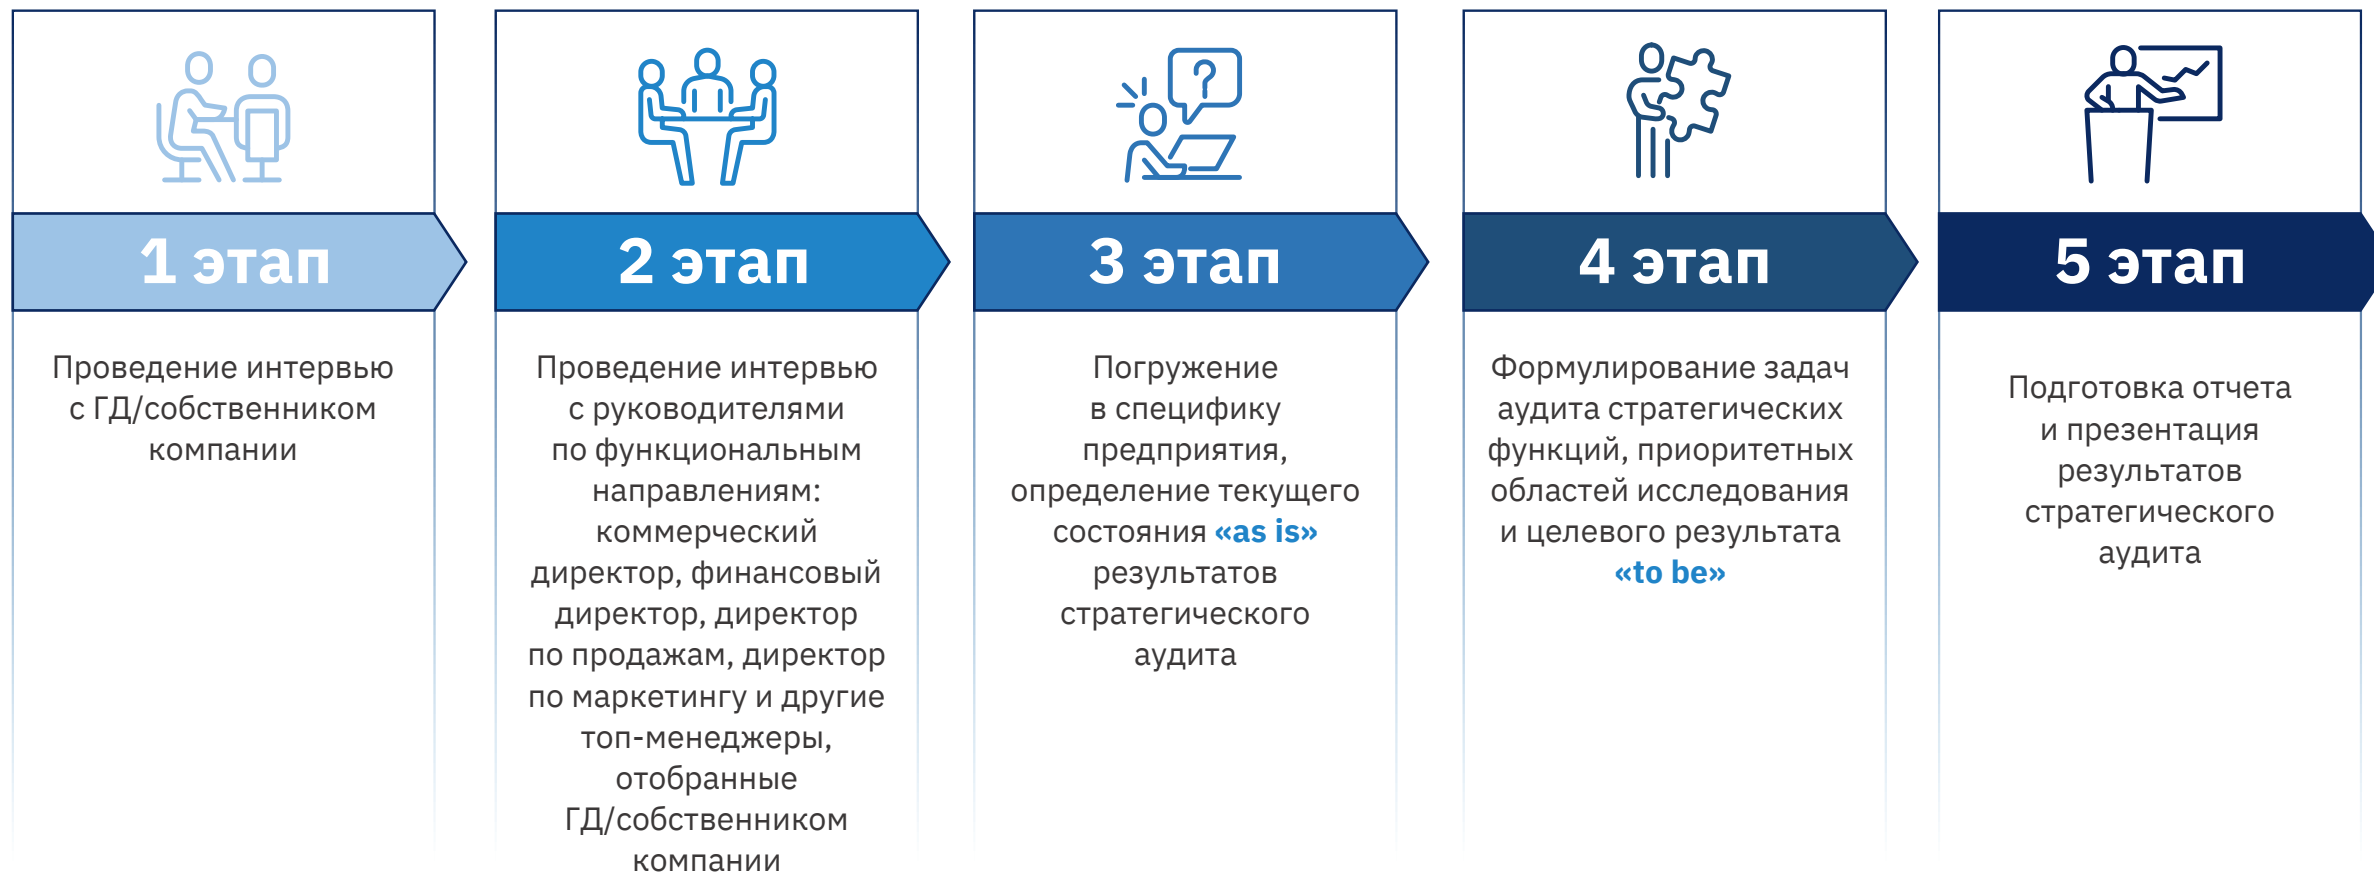 1 этап
Проведение интервью
с ГД/собственником
компании
2 этап
Проведение интервью
с руководителями
по функциональным
направлениям:
коммерческий
директор, финансовый
директор, директор
по продажам, директор
по маркетингу и другие
топ-менеджеры,
отобранные
ГД/собственником
компании
3 этап
Погружение
в специфику
предприятия,
определение текущего
состояния «as is»
результатов
стратегического
аудита
4 этап
Формулирование задач
аудита стратегических
функций, приоритетных
областей исследования
и целевого результата
«to be»
5 этап
Подготовка отчета
и презентация
результатов
стратегического
аудита